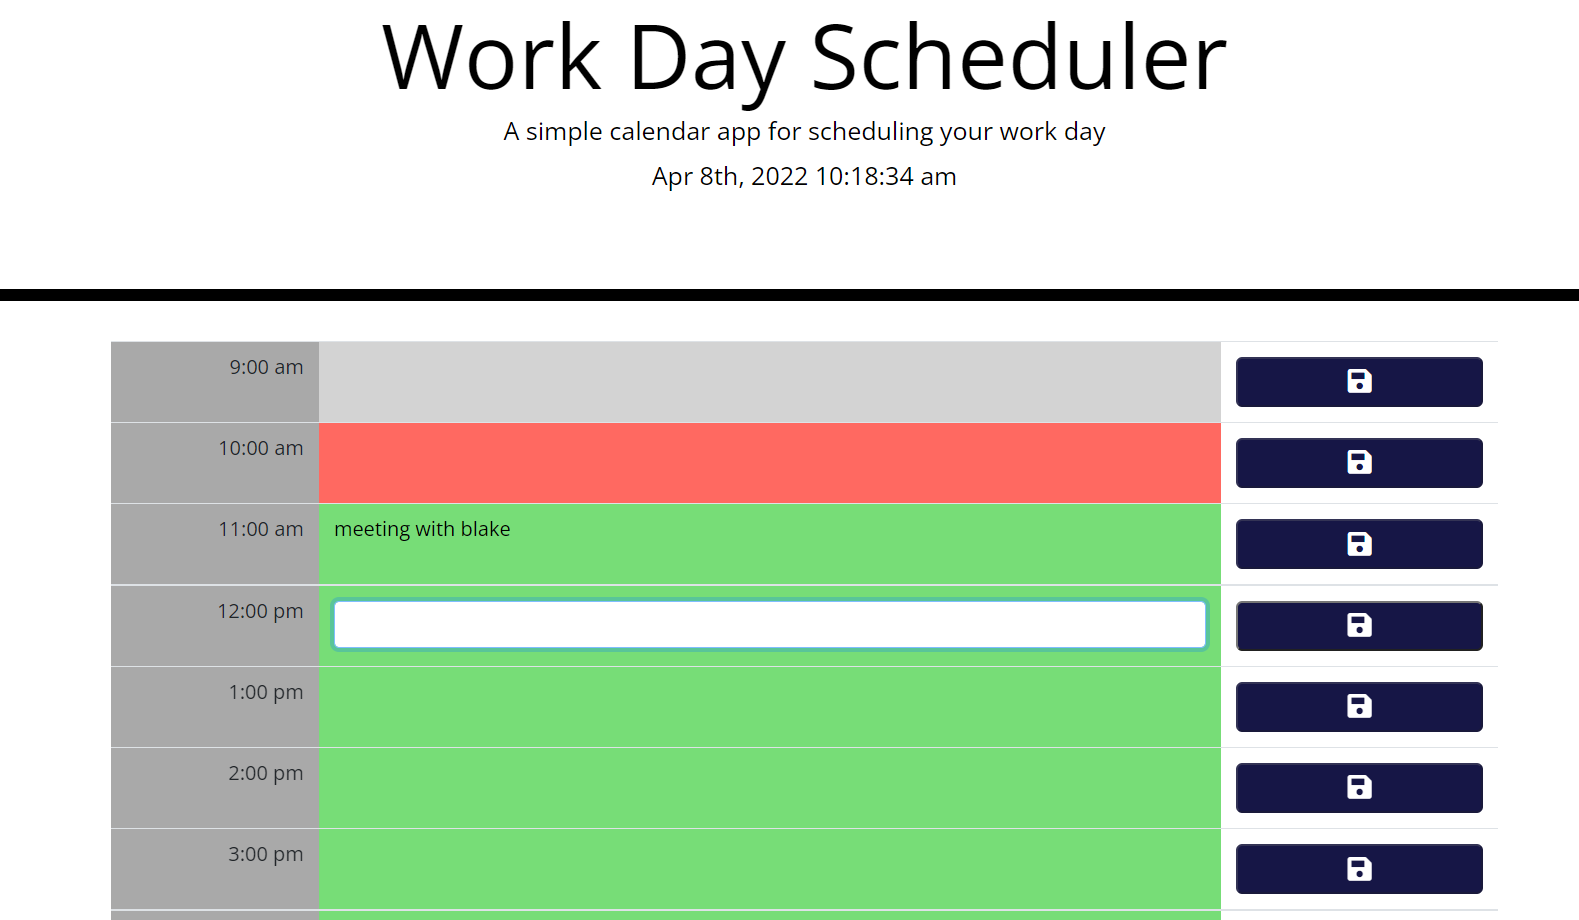 Work Day Scheduler
A simple calendar app for scheduling your work day
Apr 8th, 2022 10:18:34 am
9:00 am
10:00 am
11:00 am meeting with blake
12:00 pm
1:00 pm
2:00 pm
3:00 pm